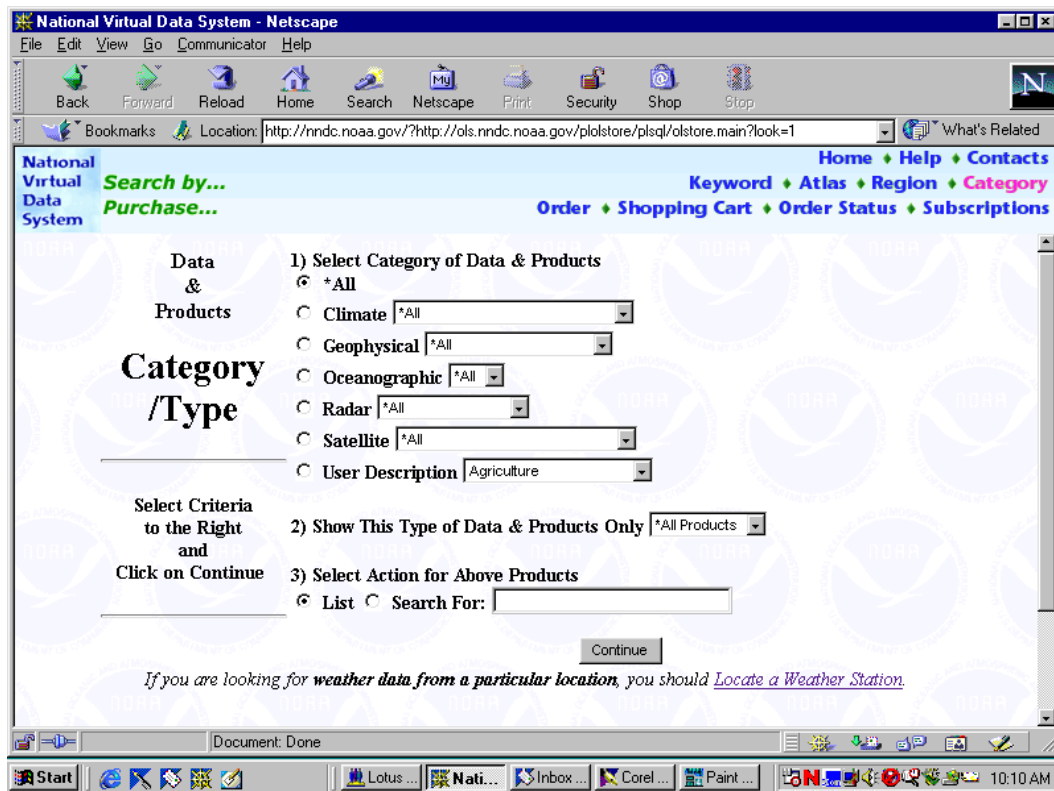 National Virtual Data System - Netscape
File Edit View Go Communicator Help
Back Forward Reload Home Search Netscape Print Security Shop Stop
My
N
Bookmarks Location: http://nndc.noaa.gov/?http://ols.nndc.noaa.gov/plolstore/plsql/olstore.main?look=1 What's Related
National
Virtual
Data
System
Search by...
Purchase...
Home ♦ Help ♦ Contacts
Keyword ♦ Atlas ♦ Region ♦ Category
Order ♦ Shopping Cart ♦ Order Status ♦ Subscriptions
Data
&
Products
Category
/Type
Select Criteria
to the Right
and
Click on Continue
1) Select Category of Data & Products
*All
Climate *All
Geophysical *All
Oceanographic *All
Radar *All
Satellite *All
User Description Agriculture
2) Show This Type of Data & Products Only *All Products
3) Select Action for Above Products
List Search For:
Continue
If you are looking for weather data from a particular location, you should Locate a Weather Station.
Document: Done
Start Lotus ... Nati... Inbox ... Corel ... Paint ... 10:10 AM